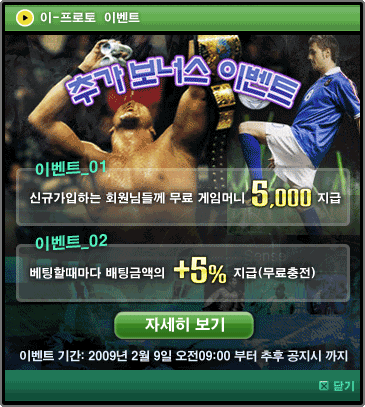 이-프로토 이벤트
추가 보너스 이벤트
이벤트_01
신규가입하는 회원님들께 무료 게임머니 5,000 지급
이벤트_02
베팅할때마다 배팅금액의 +5% 지급(무료충전)
자세히 보기
이벤트 기간: 2009년 2월 9일 오전09:00 부터 추후 공지시 까지
닫기